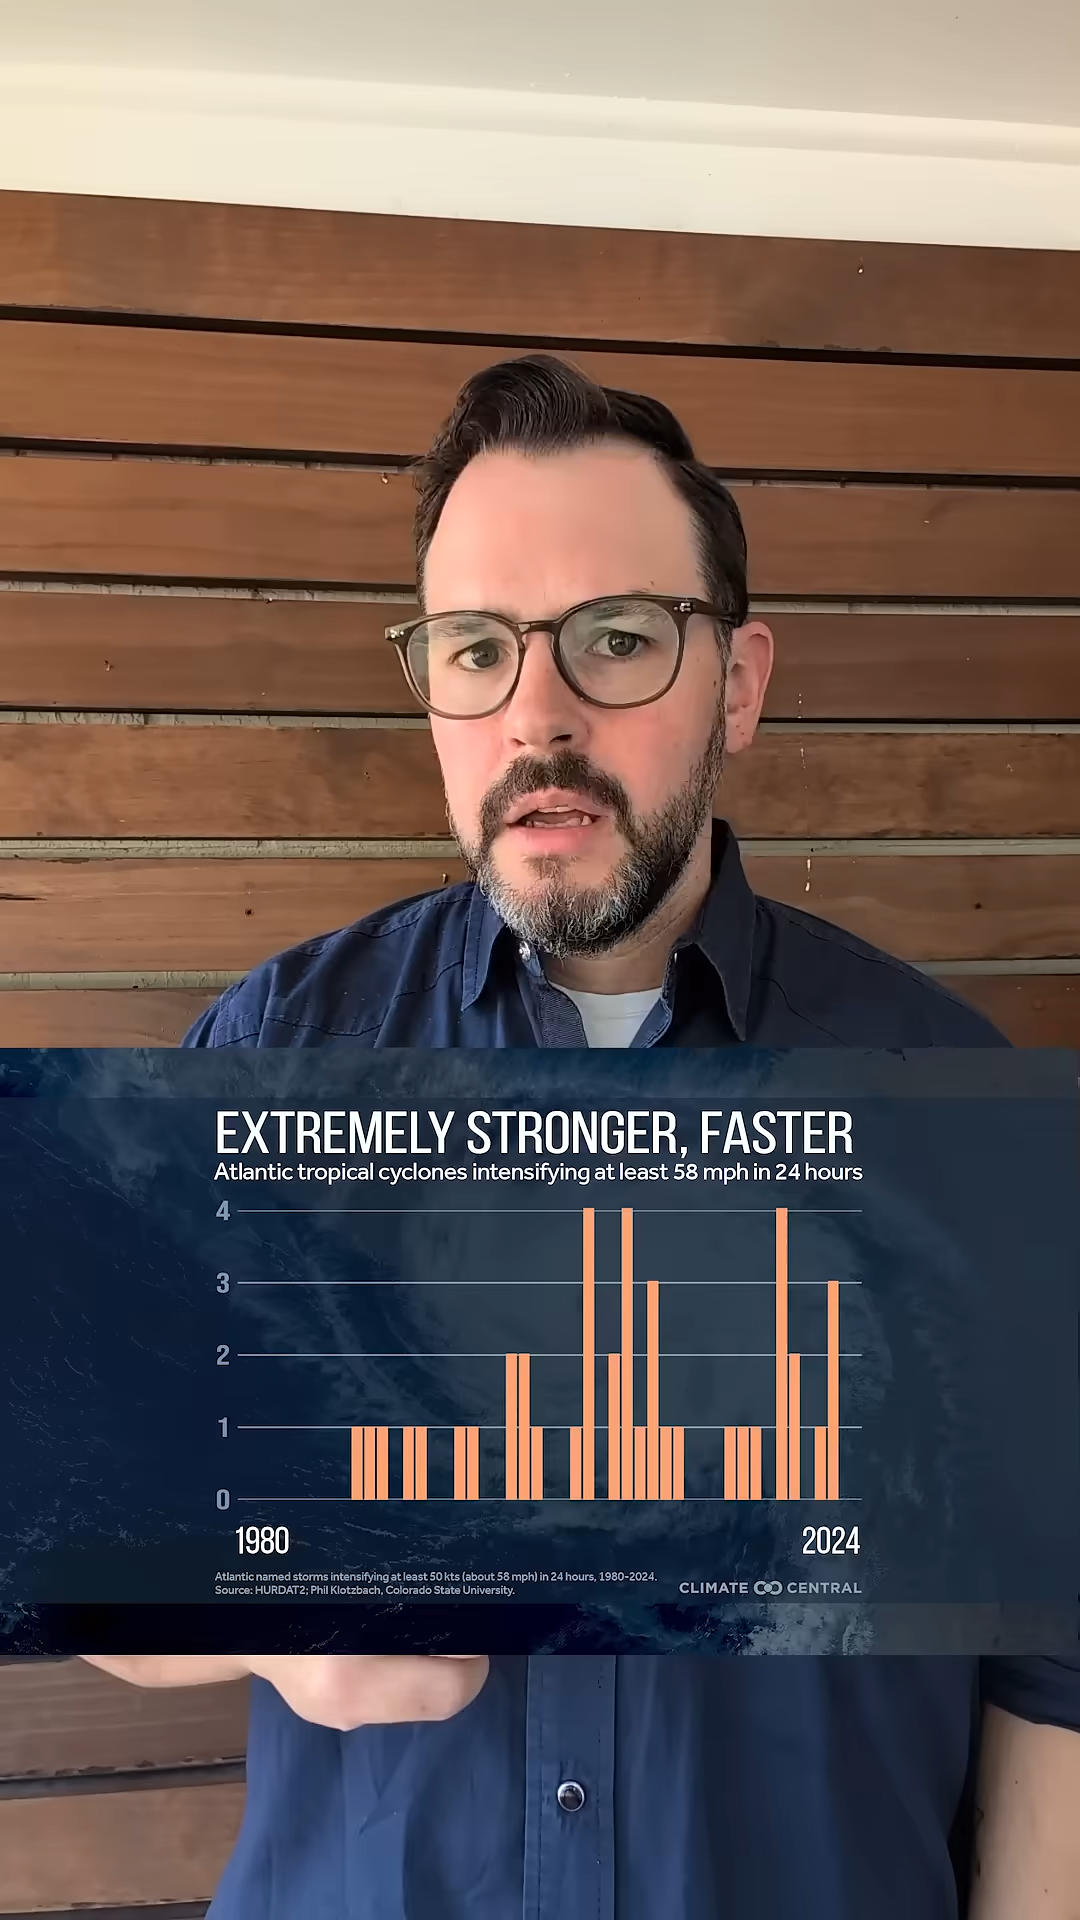 EXTREMELY STRONGER, FASTER
Atlantic tropical cyclones intensifying at least 58 mph in 24 hours
4
3
2
1
0
1980
2024
Atlantic named storms intensifying at least 50 kts (about 58 mph) in 24 hours, 1980-2024.
Source: HURDAT2; Phil Klotzbach, Colorado State University.
CLIMATE CENTRAL